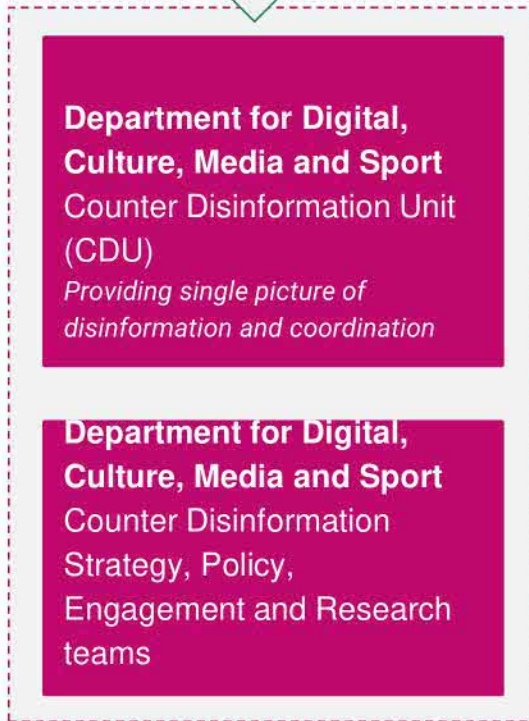 Department for Digital,
Culture, Media and Sport
Counter Disinformation Unit
(CDU)
Providing single picture of
disinformation and coordination
Department for Digital,
Culture, Media and Sport
Counter Disinformation
Strategy, Policy,
Engagement and Research
teams